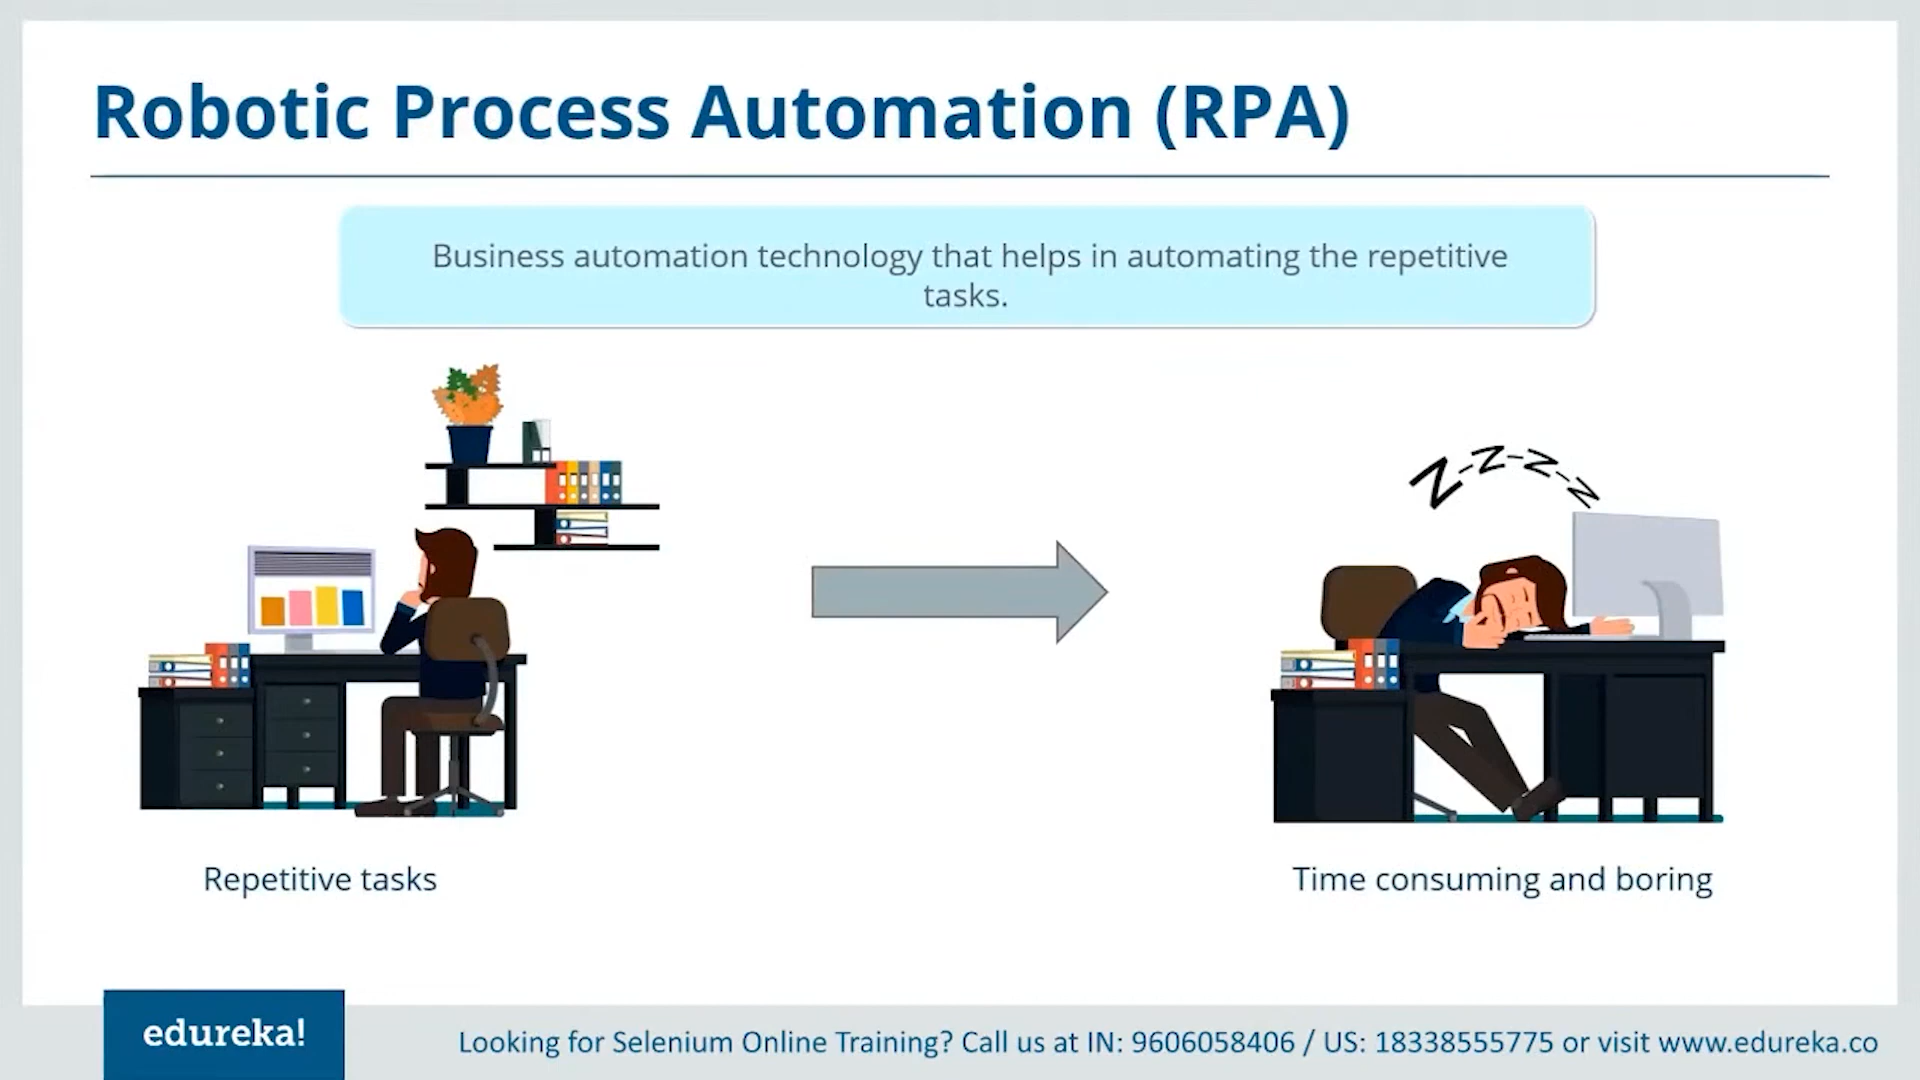 Robotic Process Automation (RPA)
Business automation technology that helps in automating the repetitive
tasks.
Z-Z-Z-Z
Repetitive tasks
Time consuming and boring
edureka!
Looking for Selenium Online Training? Call us at IN: 9606058406 / US: 18338555775 or visit www.edureka.co